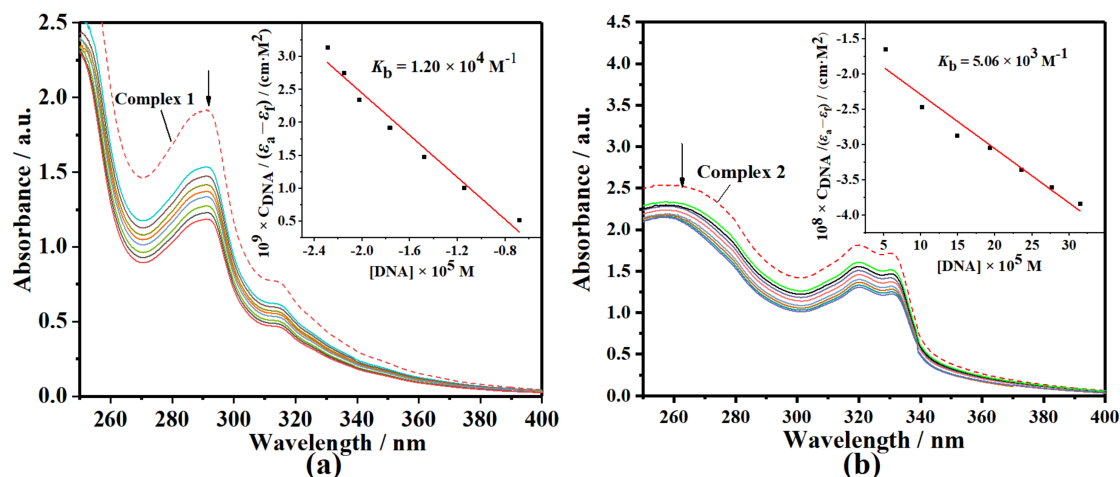 2.5
2.0
1.5
1.0
0.5
0.0
Absorbance / a.u.
260 280 300 320 340 360 380 400
Wavelength / nm
(a)
Complex 1
K_b = 1.20 × 10^4 M^-1
10^9 × C_DNA / (ε_a − ε_f) / (cm·M^2)
3.0
2.5
2.0
1.5
1.0
0.5
-2.4 -2.0 -1.6 -1.2 -0.8
[DNA] × 10^5 M
4.5
4.0
3.5
3.0
2.5
2.0
1.5
1.0
0.5
0.0
Absorbance / a.u.
260 280 300 320 340 360 380 400
Wavelength / nm
(b)
Complex 2
K_b = 5.06 × 10^3 M^-1
10^8 × C_DNA /(ε_a − ε_f) / (cm·M^2)
-1.5
-2.0
-2.5
-3.0
-3.5
-4.0
5 10 15 20 25 30
[DNA] × 10^5 M